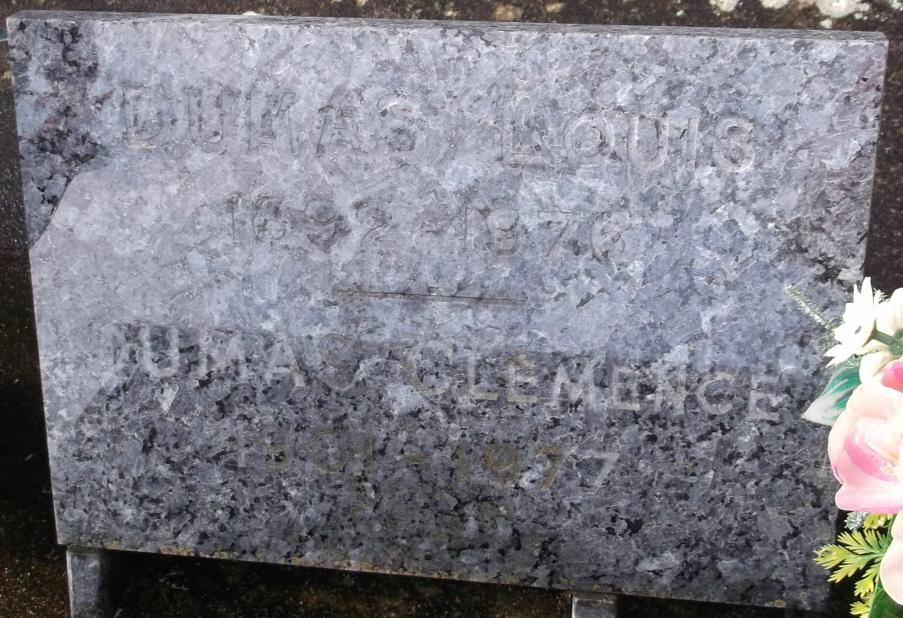 DUMAS LOUIS
1892-1976
DUMAS CLEMENCE
1901-1977